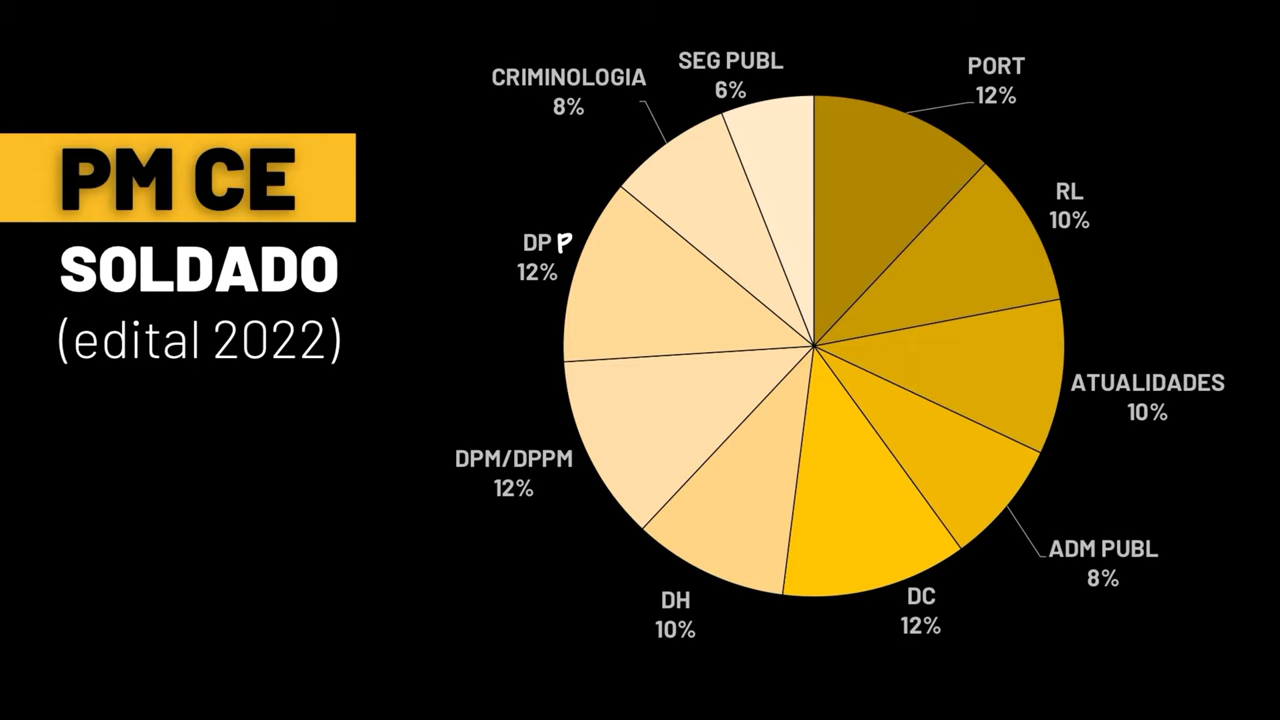 PM CE
SOLDADO
(edital 2022)
SEG PUBL
6%
PORT
12%
CRIMINOLOGIA
8%
RL
10%
DP P
12%
ATUALIDADES
10%
DPM/DPPM
12%
ADM PUBL
8%
DC
12%
DH
10%